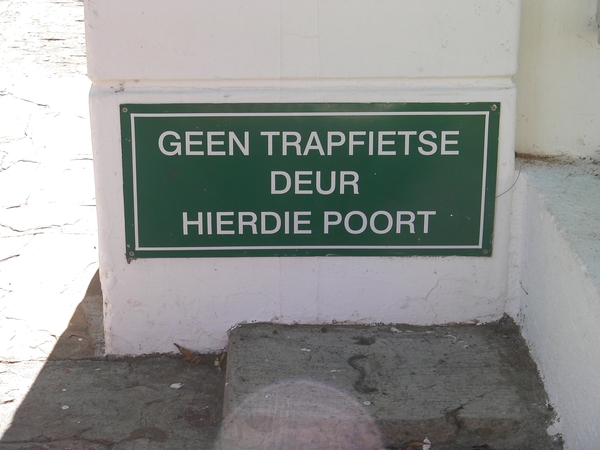 GEEN TRAPFIETSE
DEUR
HIERDIE POORT